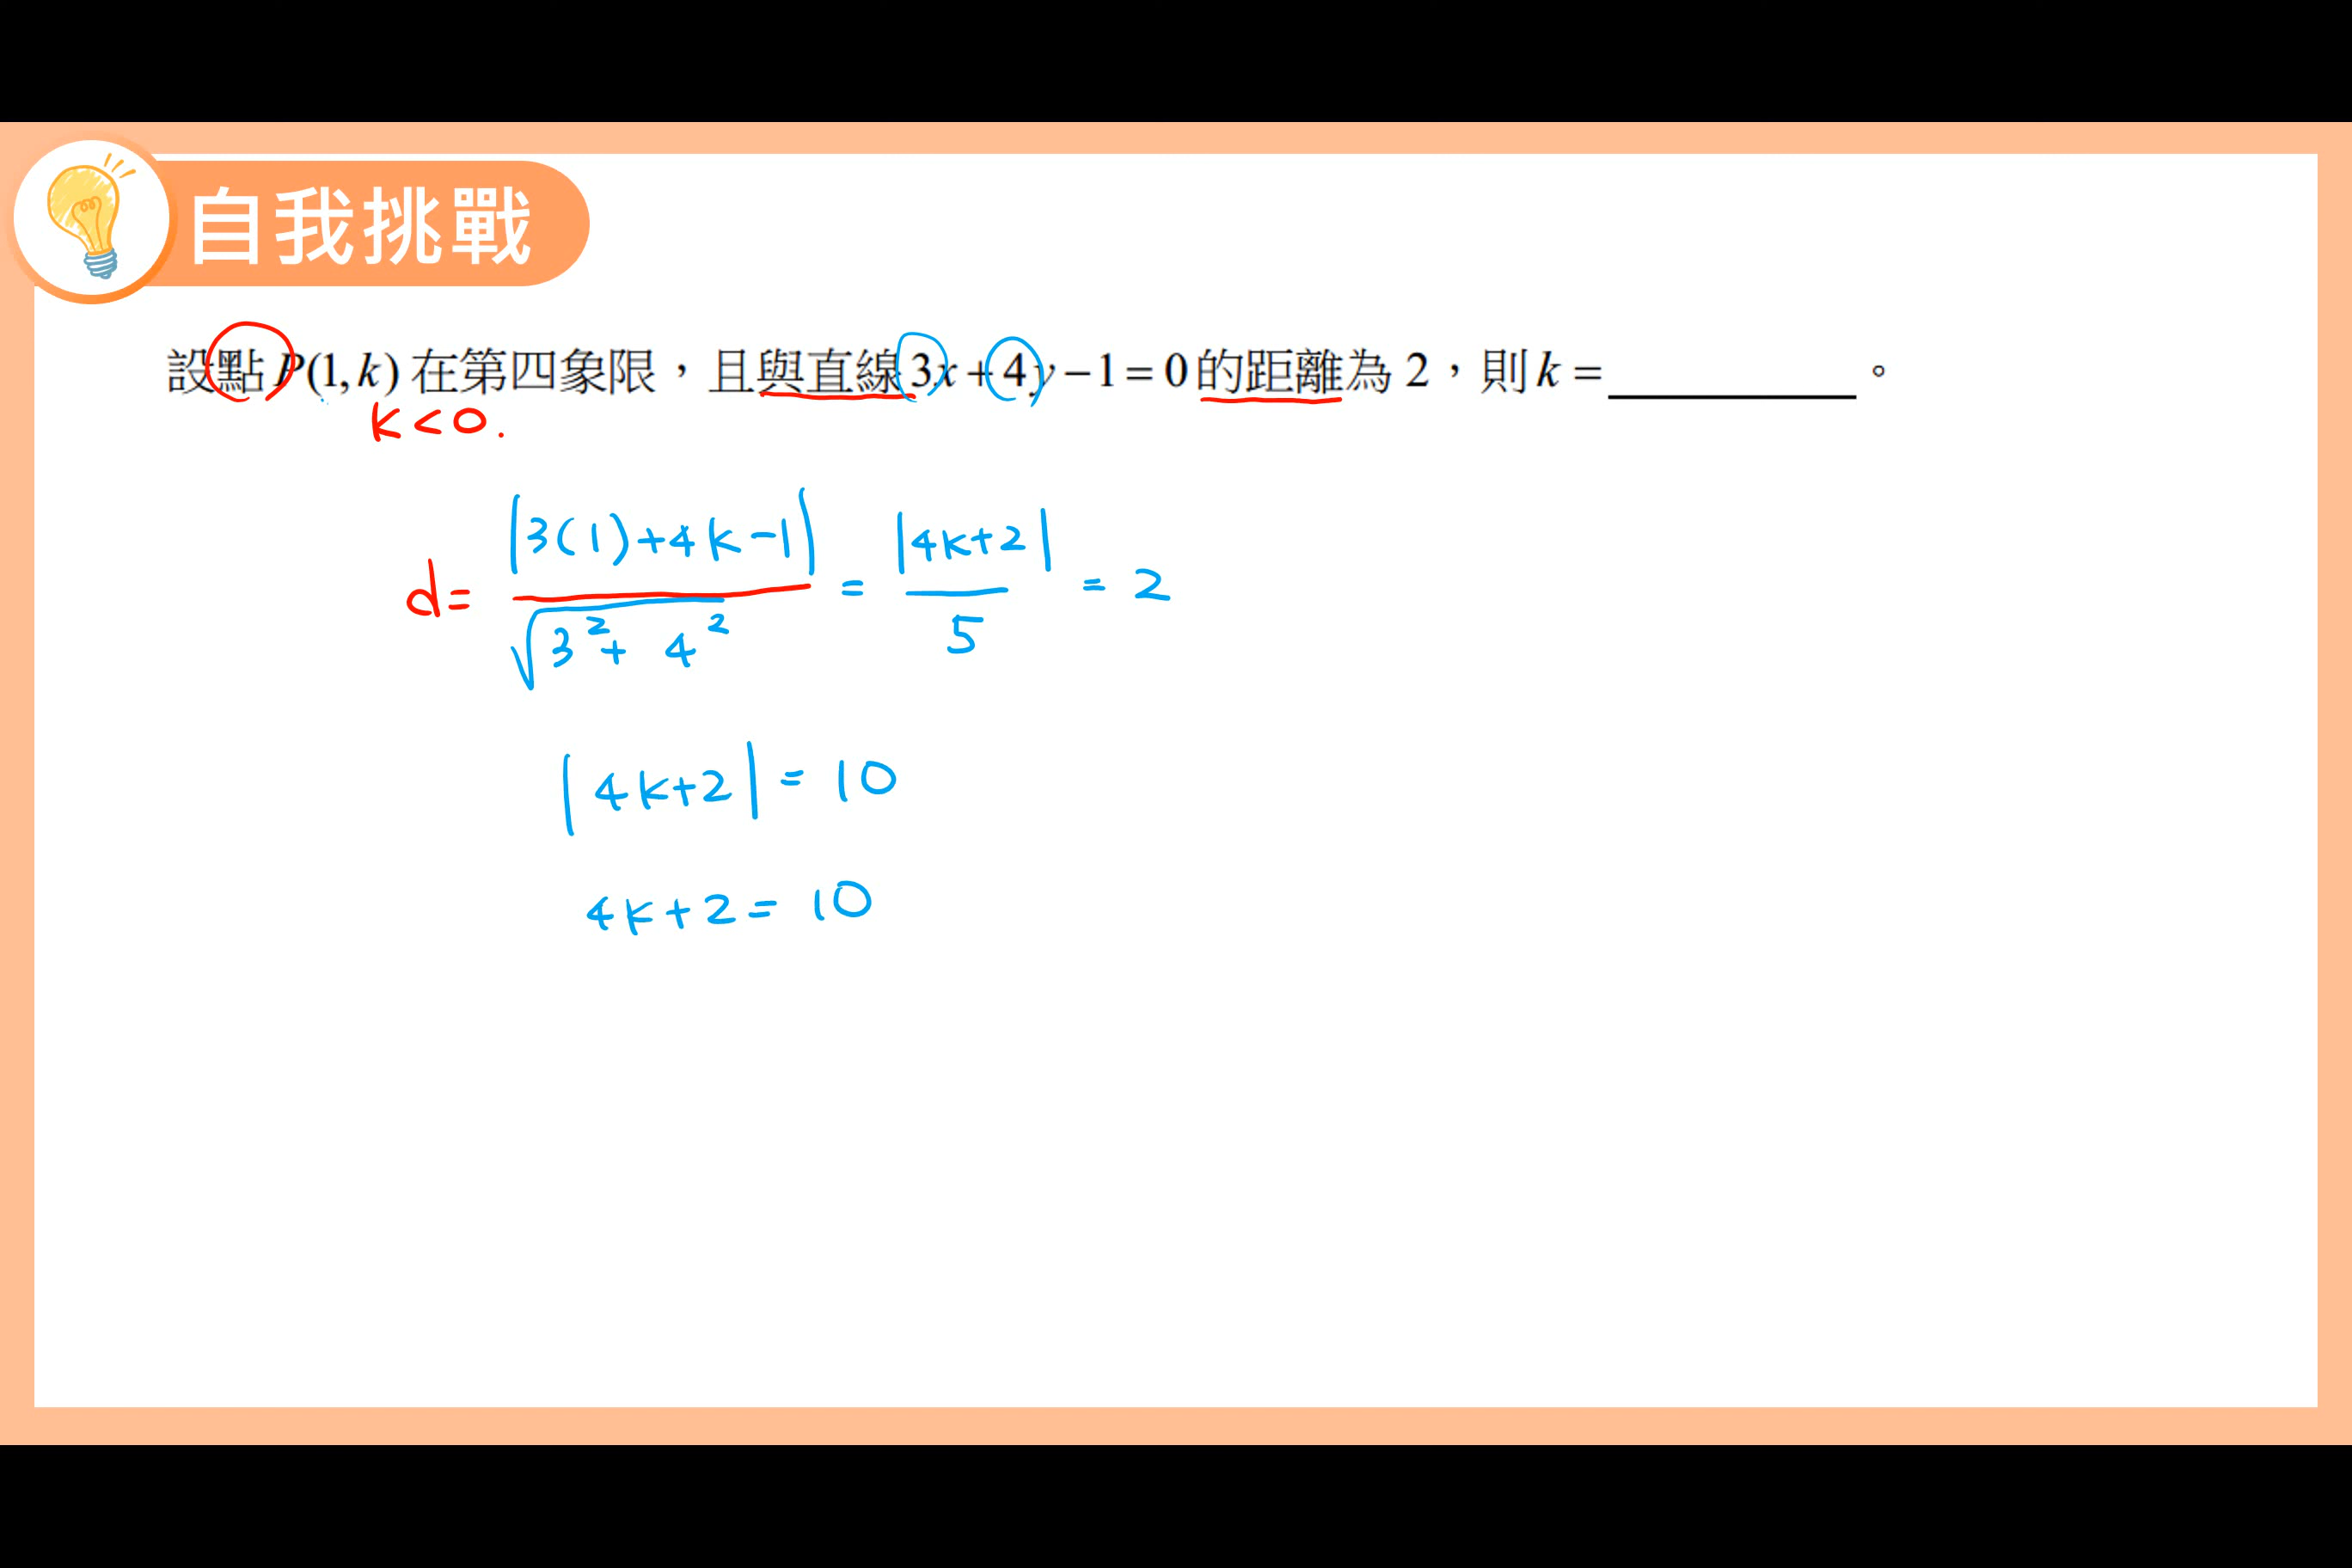 自我挑戰
設點 P(1, k) 在第四象限，且與直線 3x + 4y − 1 = 0 的距離為 2，則 k = ________。
k < 0.
d = |3(1)+4k−1| / √(3²+4²) = |4k+2| / 5 = 2
|4k+2| = 10
4k+2 = 10